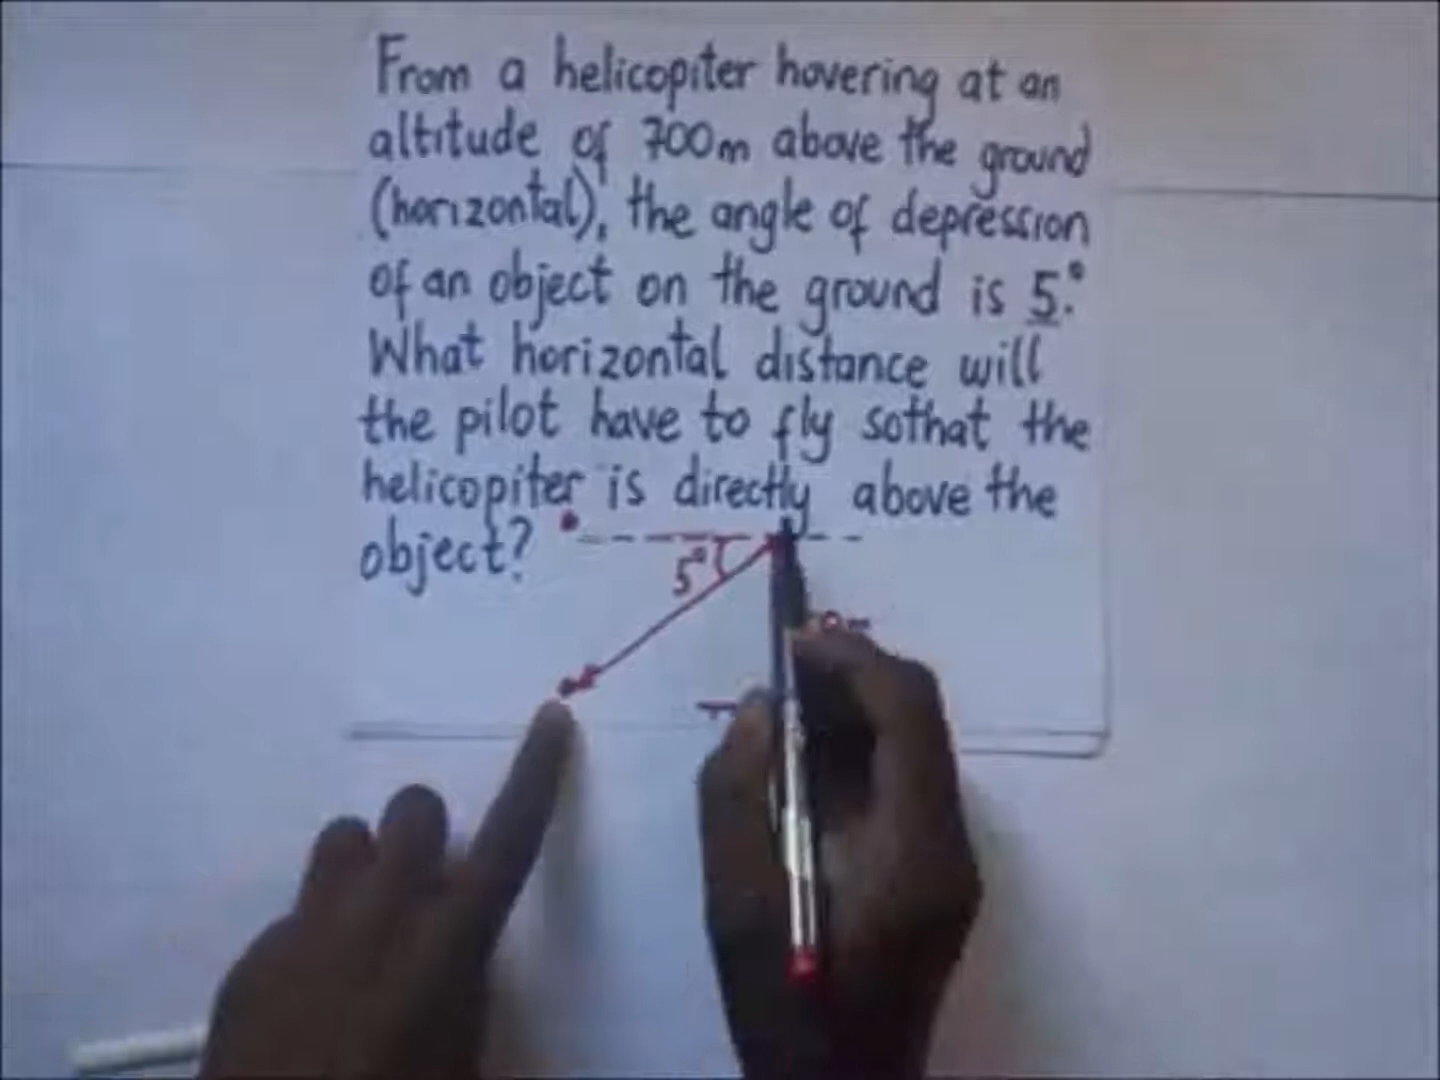 From a helicopiter hovering at an
altitude of 700m above the ground
(horizontal), the angle of depression
of an object on the ground is 5.°
What horizontal distance will
the pilot have to fly sothat the
helicopiter is directly above the
object?
5°